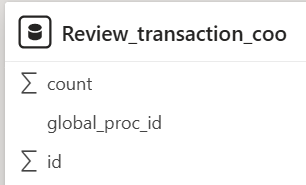 Review_transaction_coo
count
global_proc_id
id